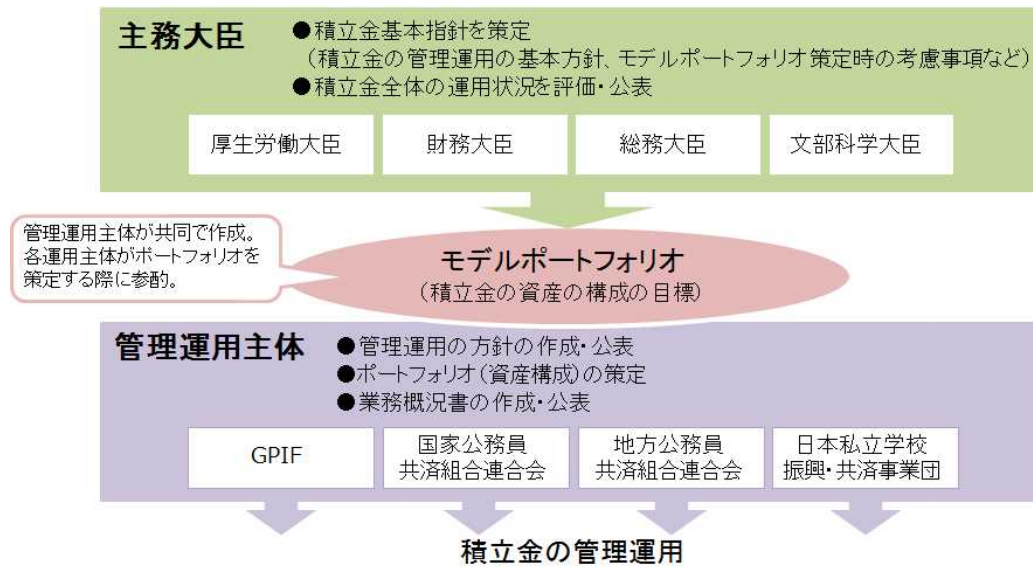 主務大臣
●積立金基本指針を策定
（積立金の管理運用の基本方針、モデルポートフォリオ策定時の考慮事項など）
●積立金全体の運用状況を評価・公表
厚生労働大臣
財務大臣
総務大臣
文部科学大臣
管理運用主体が共同で作成。
各運用主体がポートフォリオを
策定する際に参酌。
モデルポートフォリオ
（積立金の資産の構成の目標）
管理運用主体
●管理運用の方針の作成・公表
●ポートフォリオ（資産構成）の策定
●業務概況書の作成・公表
GPIF
国家公務員
共済組合連合会
地方公務員
共済組合連合会
日本私立学校
振興・共済事業団
積立金の管理運用